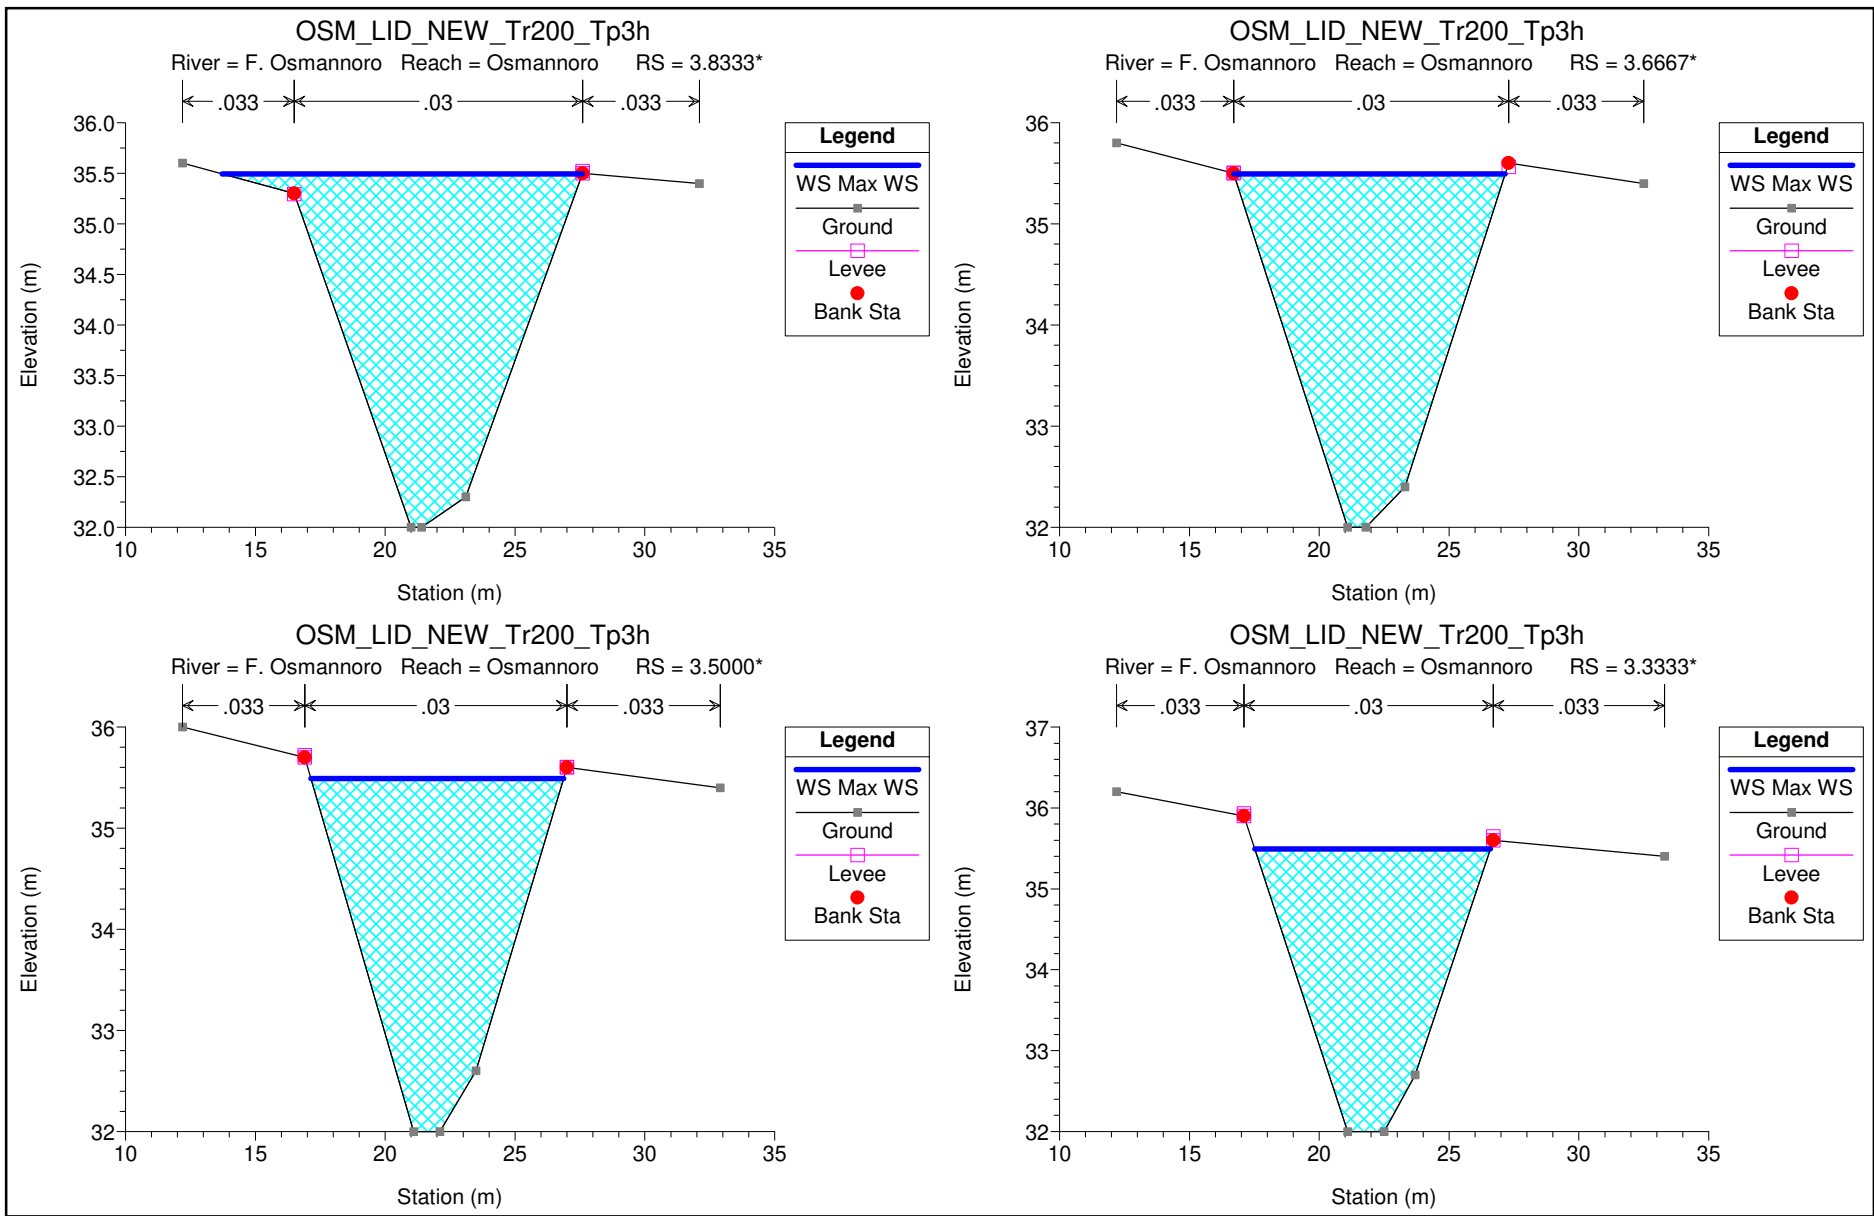 OSM_LID_NEW_Tr200_Tp3h
River = F. Osmannoro Reach = Osmannoro RS = 3.8333*
.033 .03 .033
36.0
35.5
35.0
34.5
34.0
33.5
33.0
32.5
32.0
10 15 20 25 30 35
Station (m)
Elevation (m)
Legend
WS Max WS
Ground
Levee
Bank Sta
OSM_LID_NEW_Tr200_Tp3h
River = F. Osmannoro Reach = Osmannoro RS = 3.6667*
.033 .03 .033
36
35
34
33
32
10 15 20 25 30 35
Station (m)
Elevation (m)
Legend
WS Max WS
Ground
Levee
Bank Sta
OSM_LID_NEW_Tr200_Tp3h
River = F. Osmannoro Reach = Osmannoro RS = 3.5000*
.033 .03 .033
36
35
34
33
32
10 15 20 25 30 35
Station (m)
Elevation (m)
Legend
WS Max WS
Ground
Levee
Bank Sta
OSM_LID_NEW_Tr200_Tp3h
River = F. Osmannoro Reach = Osmannoro RS = 3.3333*
.033 .03 .033
37
36
35
34
33
32
10 15 20 25 30 35
Station (m)
Elevation (m)
Legend
WS Max WS
Ground
Levee
Bank Sta